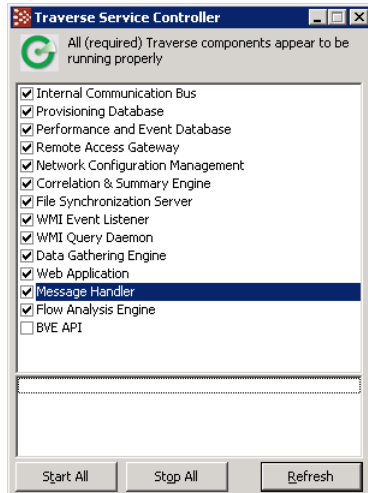 Traverse Service Controller
All (required) Traverse components appear to be
running properly
Internal Communication Bus
Provisioning Database
Performance and Event Database
Remote Access Gateway
Network Configuration Management
Correlation & Summary Engine
File Synchronization Server
WMI Event Listener
WMI Query Daemon
Data Gathering Engine
Web Application
Message Handler
Flow Analysis Engine
BVE API
Start All Stop All Refresh